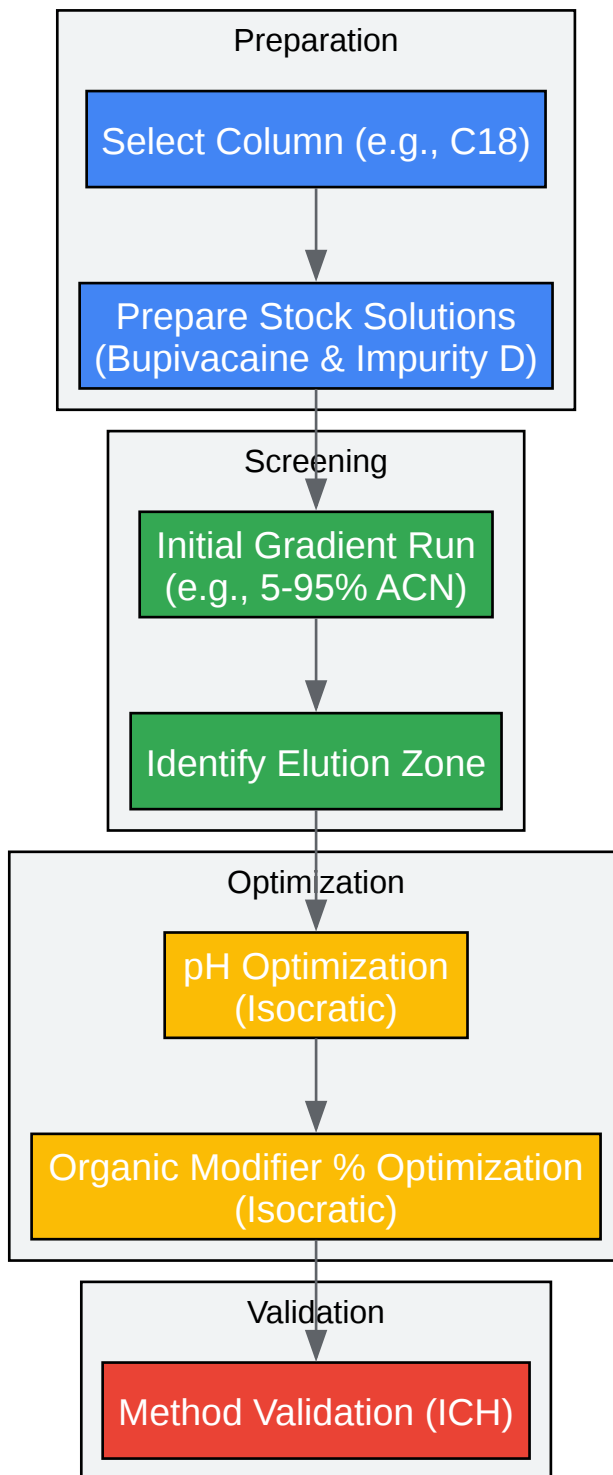 Preparation
Select Column (e.g., C18)
Prepare Stock Solutions
(Bupivacaine & Impurity D)
Screening
Initial Gradient Run
(e.g., 5-95% ACN)
Identify Elution Zone
Optimization
pH Optimization
(Isocratic)
Organic Modifier % Optimization
(Isocratic)
Validation
Method Validation (ICH)